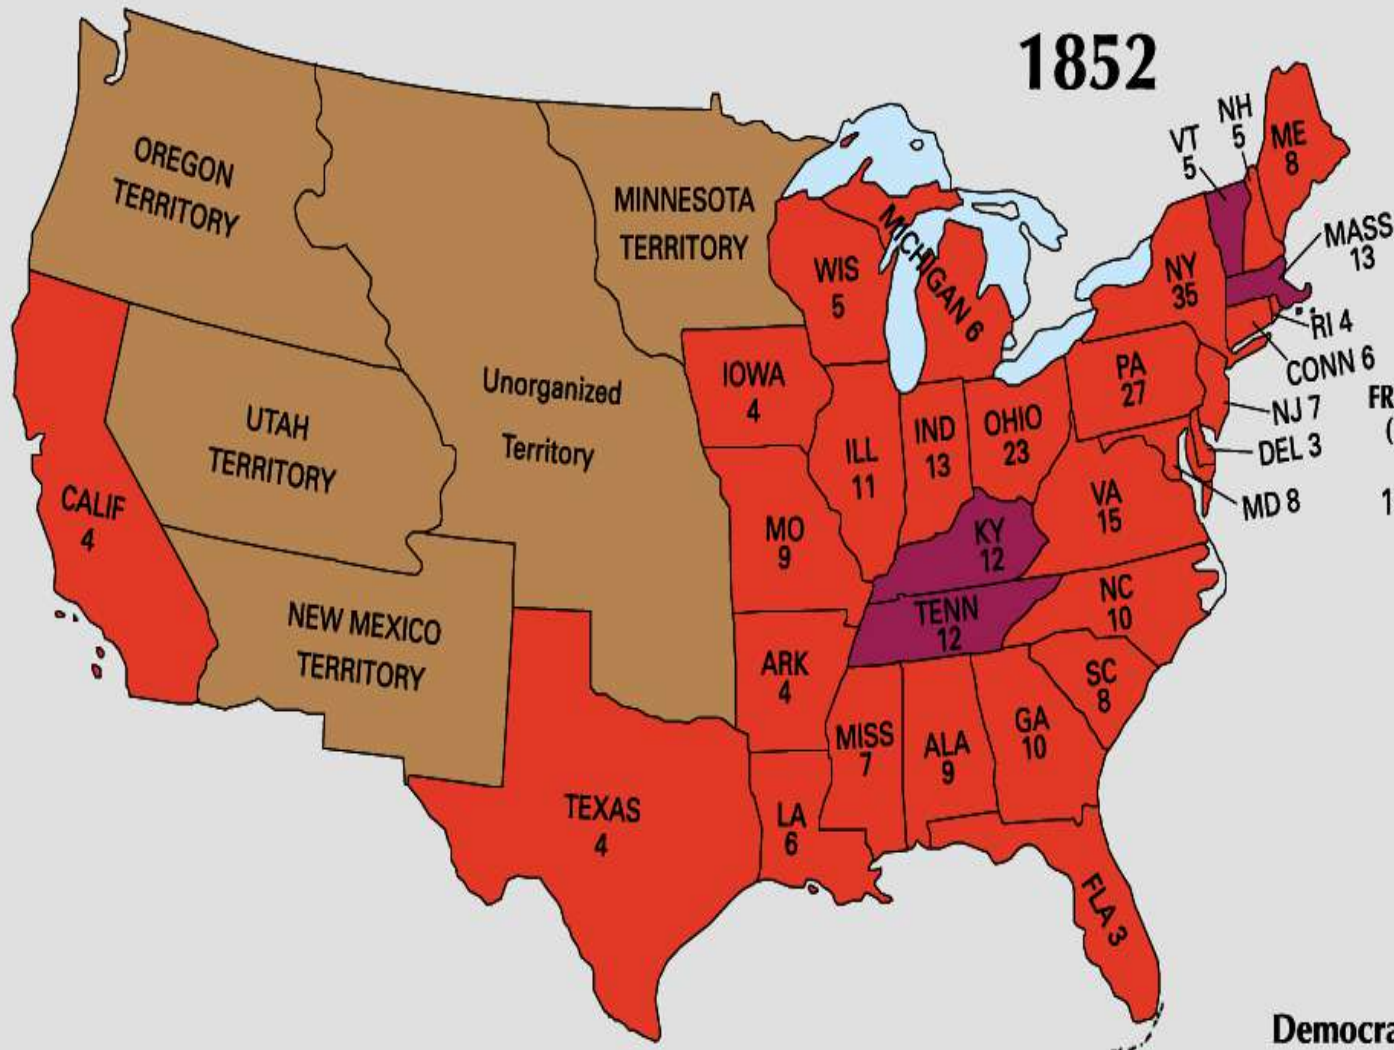 1852
OREGON
TERRITORY
MINNESOTA
TERRITORY
UTAH
TERRITORY
Unorganized
Territory
NEW MEXICO
TERRITORY
CALIF
4
TEXAS
4
WIS
5
MICHIGAN 6
IOWA
4
ILL
11
IND
13
OHIO
23
MO
9
KY
12
TENN
12
ARK
4
LA
6
MISS
7
ALA
9
GA
10
FLA 3
SC
8
NC
10
VA
15
PA
27
NY
35
VT
5
NH
5
ME
8
MASS
13
RI 4
CONN 6
NJ 7
DEL 3
MD 8
FR
(
1
Democra